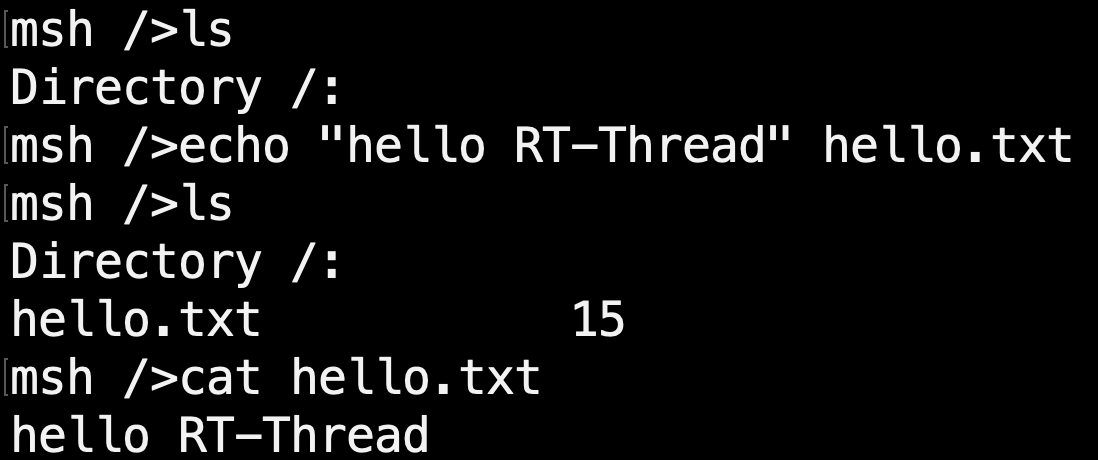 msh />ls
Directory /:
msh />echo "hello RT-Thread" hello.txt
msh />ls
Directory /:
hello.txt           15
msh />cat hello.txt
hello RT-Thread